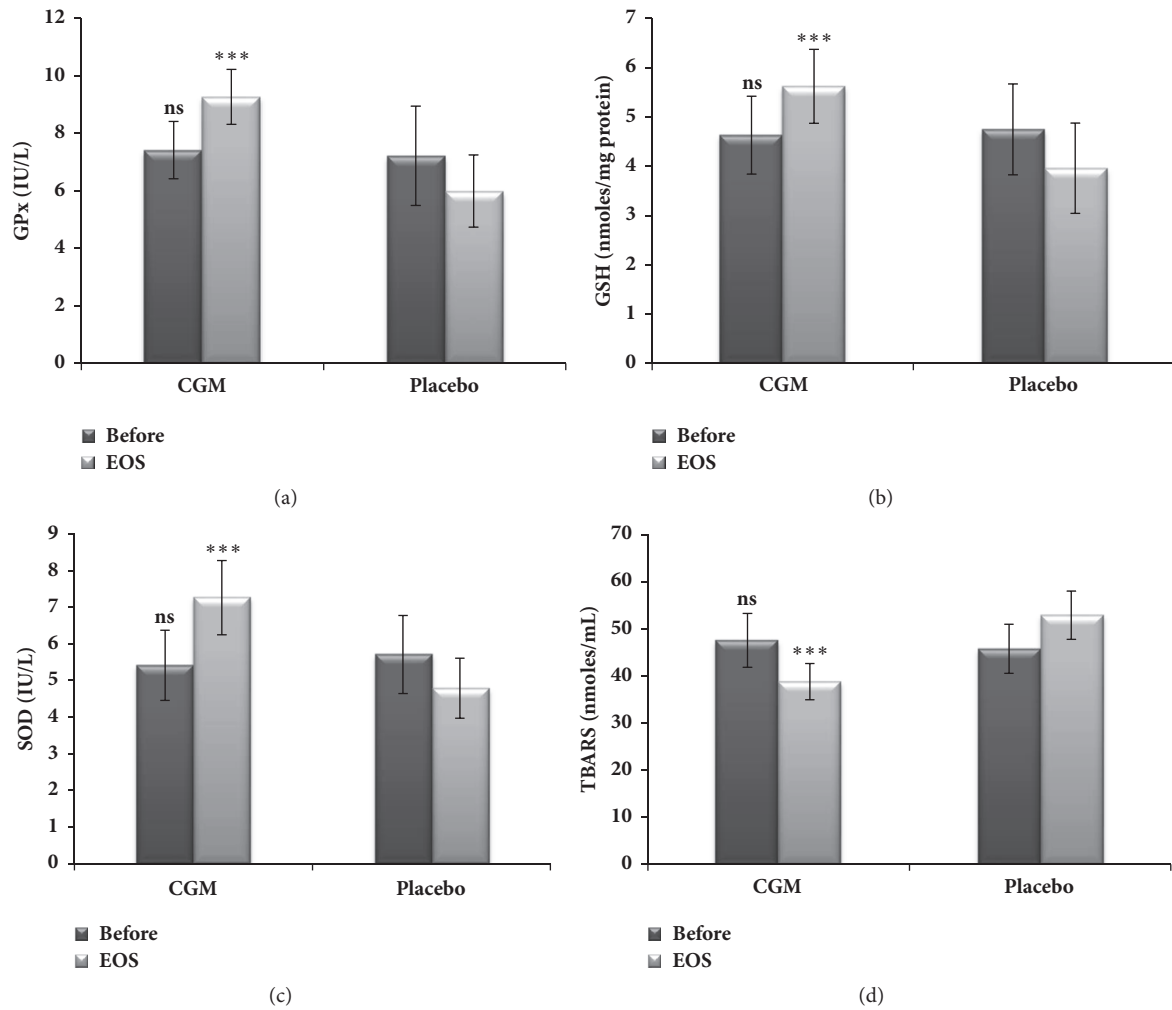 12
10
8
6
4
2
0
GPx (IU/L)
ns
***
CGM
Placebo
Before
EOS
(a)
7
6
5
4
3
2
1
0
GSH (nmoles/mg protein)
ns
***
CGM
Placebo
Before
EOS
(b)
9
8
7
6
5
4
3
2
1
0
SOD (IU/L)
ns
***
CGM
Placebo
Before
EOS
(c)
70
60
50
40
30
20
10
0
TBARS (nmoles/mL)
ns
***
CGM
Placebo
Before
EOS
(d)